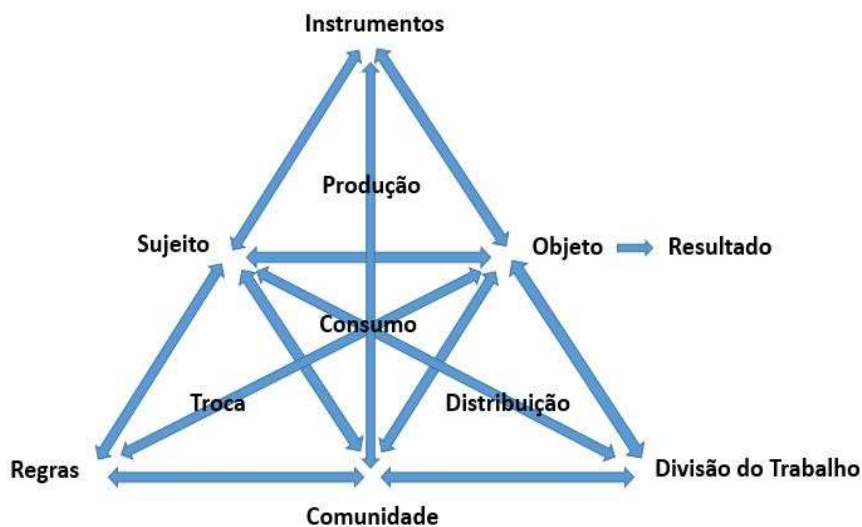 Instrumentos
Produção
Sujeito
Objeto
Resultado
Consumo
Troca
Distribuição
Regras
Divisão do Trabalho
Comunidade